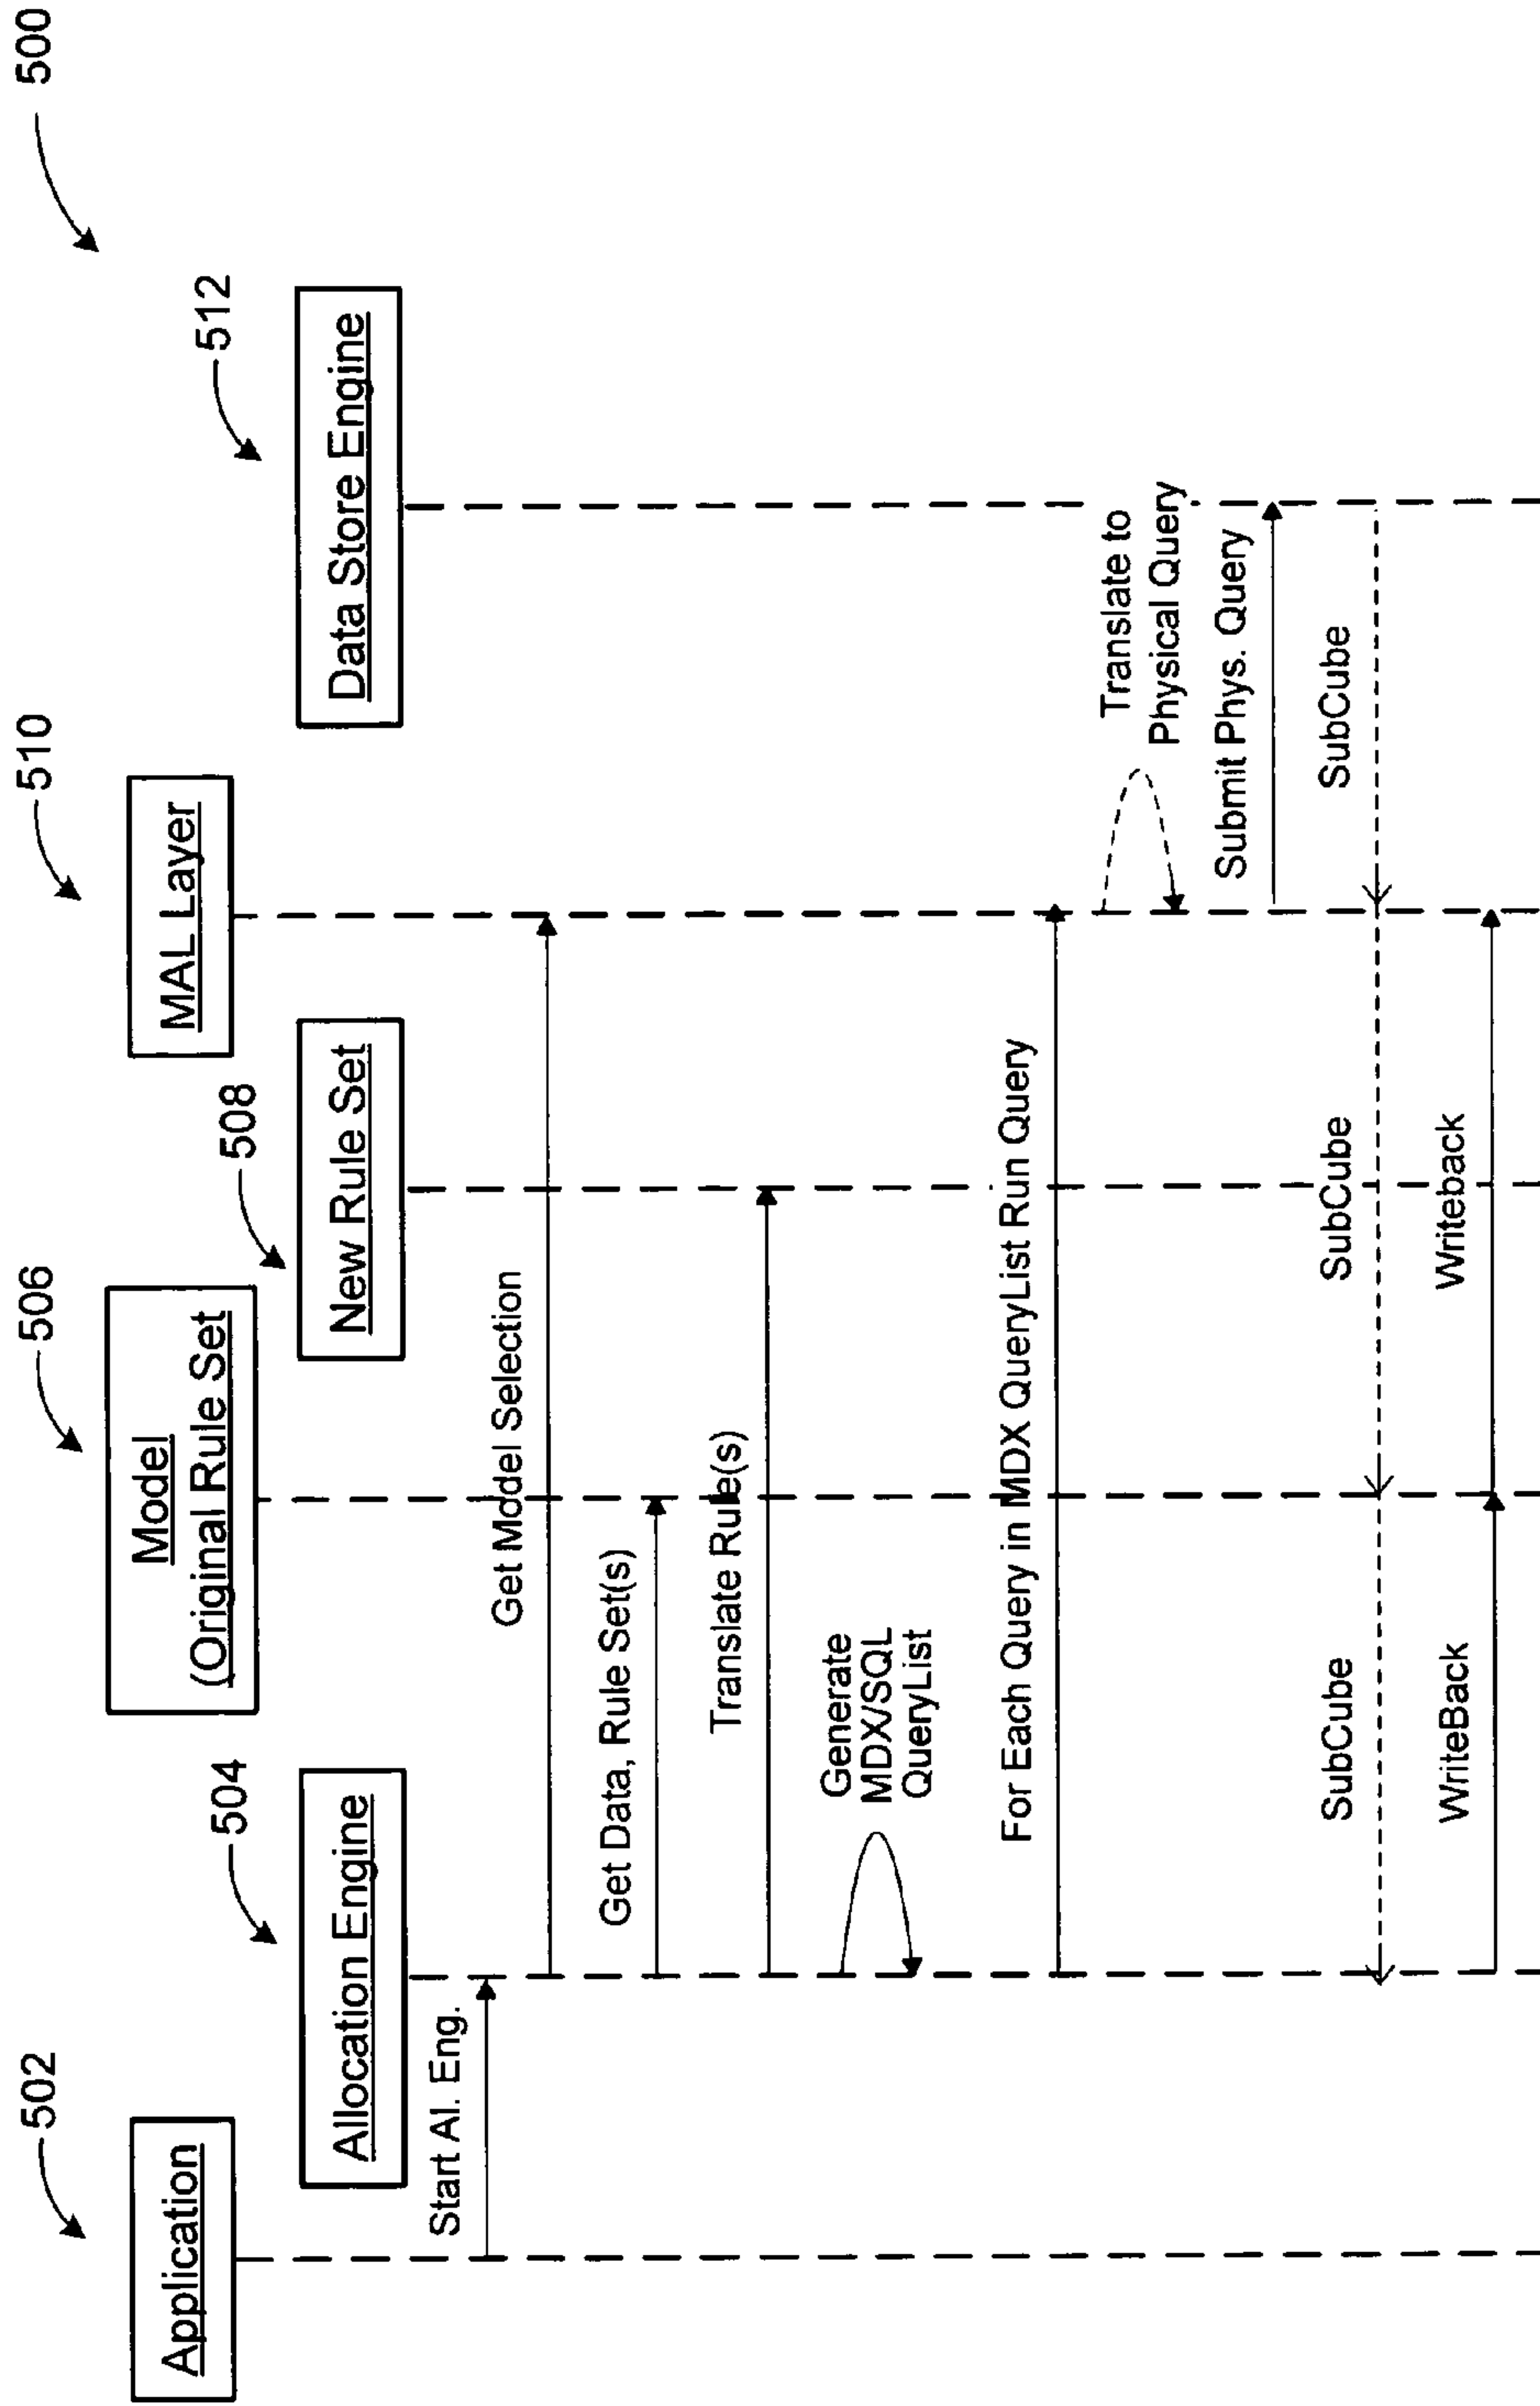 500
502
Application
504
Allocation Engine
506
Model
(Original Rule Set
508
New Rule Set
510
MAL Layer
512
Data Store Engine
Start Al. Eng.
Get Model Selection
Get Data, Rule Set(s)
Translate Rule(s)
Generate
MDX/SQL
QueryList
For Each Query in MDX QueryList Run Query
Translate to
Physical Query
Submit Phys. Query
SubCube
SubCube
SubCube
WriteBack
Writeback